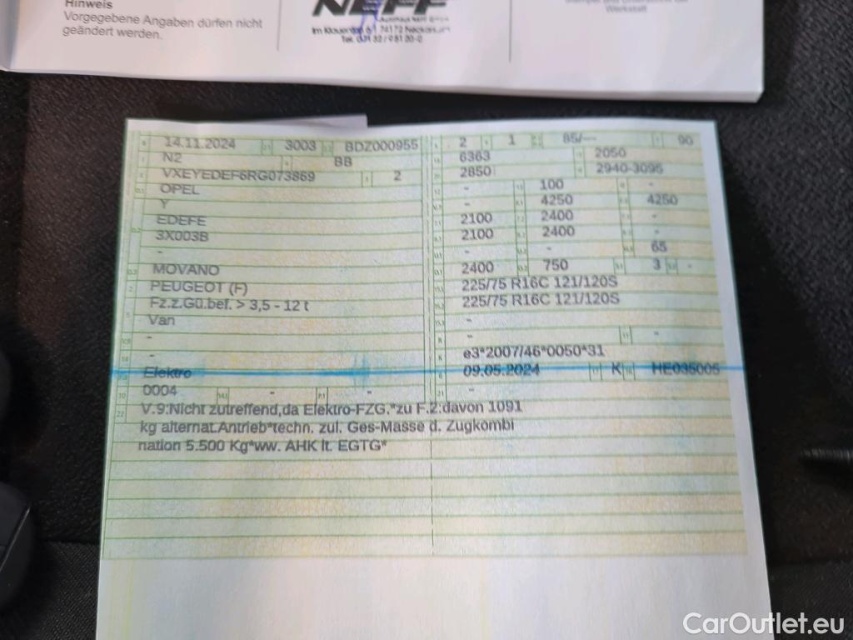 Hinweis
Vorgegebene Angaben dürfen nicht
geändert werden.
NEFF
14.11.2024 3003 BDZ000955 2 1 85/--- 90
N2 BB 6363 2050
VXEYEDEF6RG073869 2 2850 2940-3095
OPEL - 100 -
Y - 4250 4250
EDEFE 2100 2400 -
3X003B 2100 2400 -
- - 65
MOVANO 2400 750 3 -
PEUGEOT (F) 225/75 R16C 121/120S
Fz.z.Gü.bef. > 3,5 - 12 t 225/75 R16C 121/120S
Van -
- - -
- e3*2007/46*0050*31
Elektro 09.05.2024 K HE035005
0004 - - -
V.9:Nicht zutreffend,da Elektro-FZG.*zu F.2:davon 1091
kg alternat.Antrieb*techn. zul. Ges-Masse d. Zugkombi
nation 5.500 Kg*ww. AHK lt. EGTG*
CarOutlet.eu